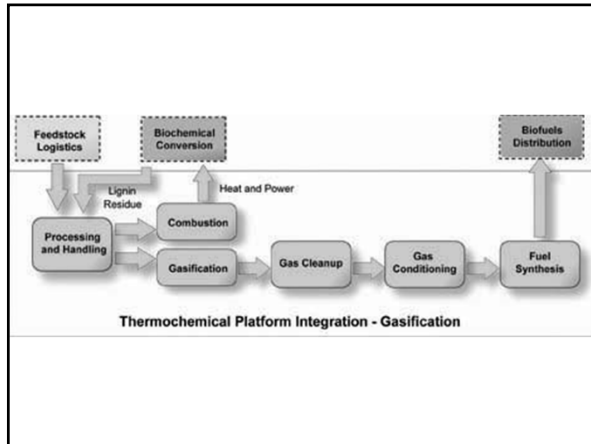 Feedstock
Logistics
Biochemical
Conversion
Biofuels
Distribution
Lignin
Residue
Heat and Power
Processing
and Handling
Combustion
Gasification
Gas Cleanup
Gas
Conditioning
Fuel
Synthesis
Thermochemical Platform Integration - Gasification